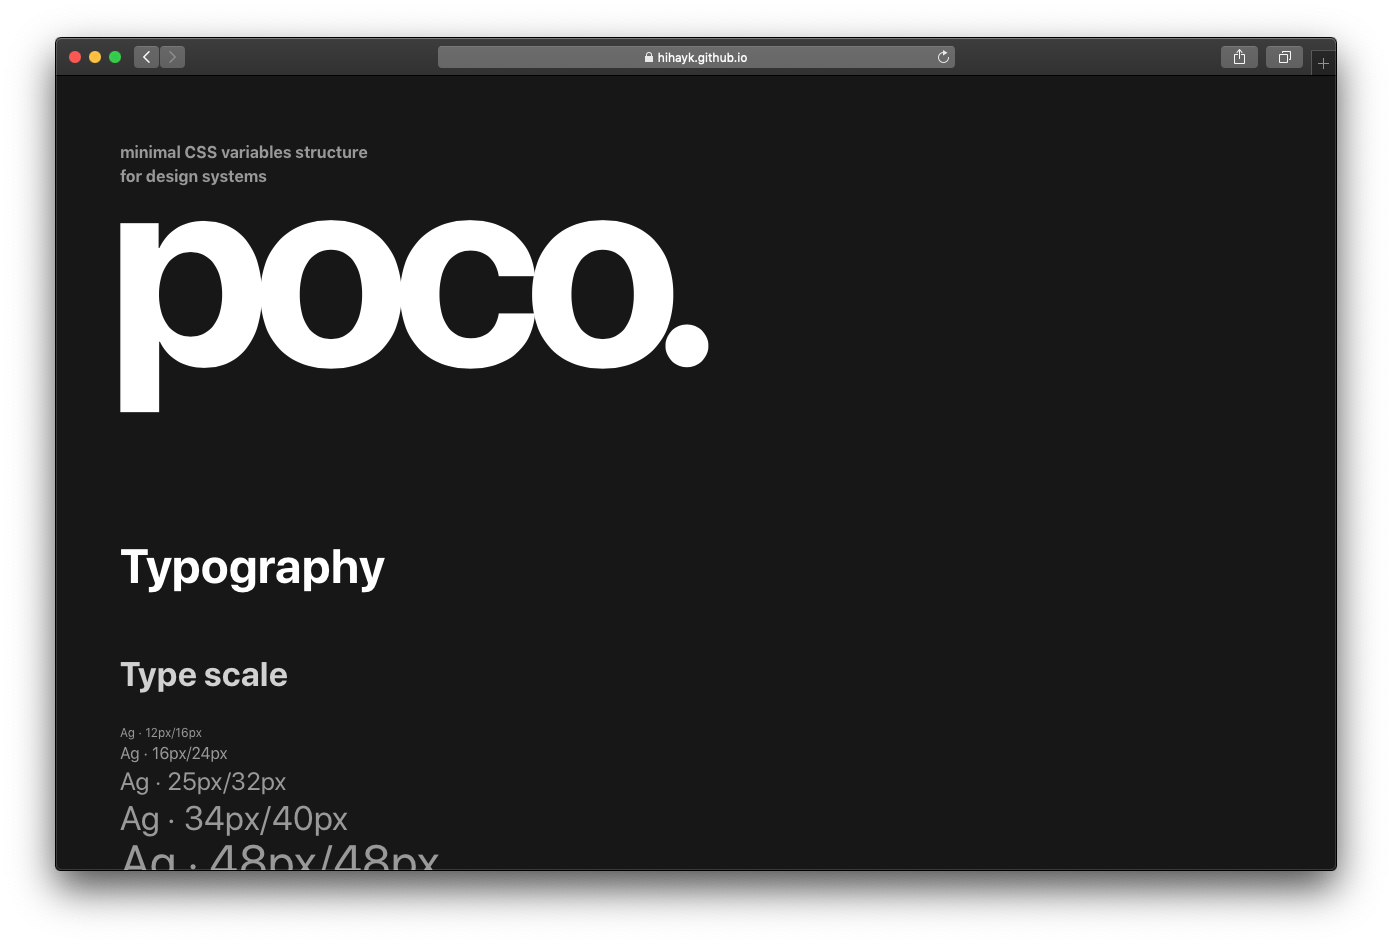 hihayk.github.io
minimal CSS variables structure
for design systems
poco.
Typography
Type scale
Ag · 12px/16px
Ag · 16px/24px
Ag · 25px/32px
Ag · 34px/40px
Ag · 48px/48px